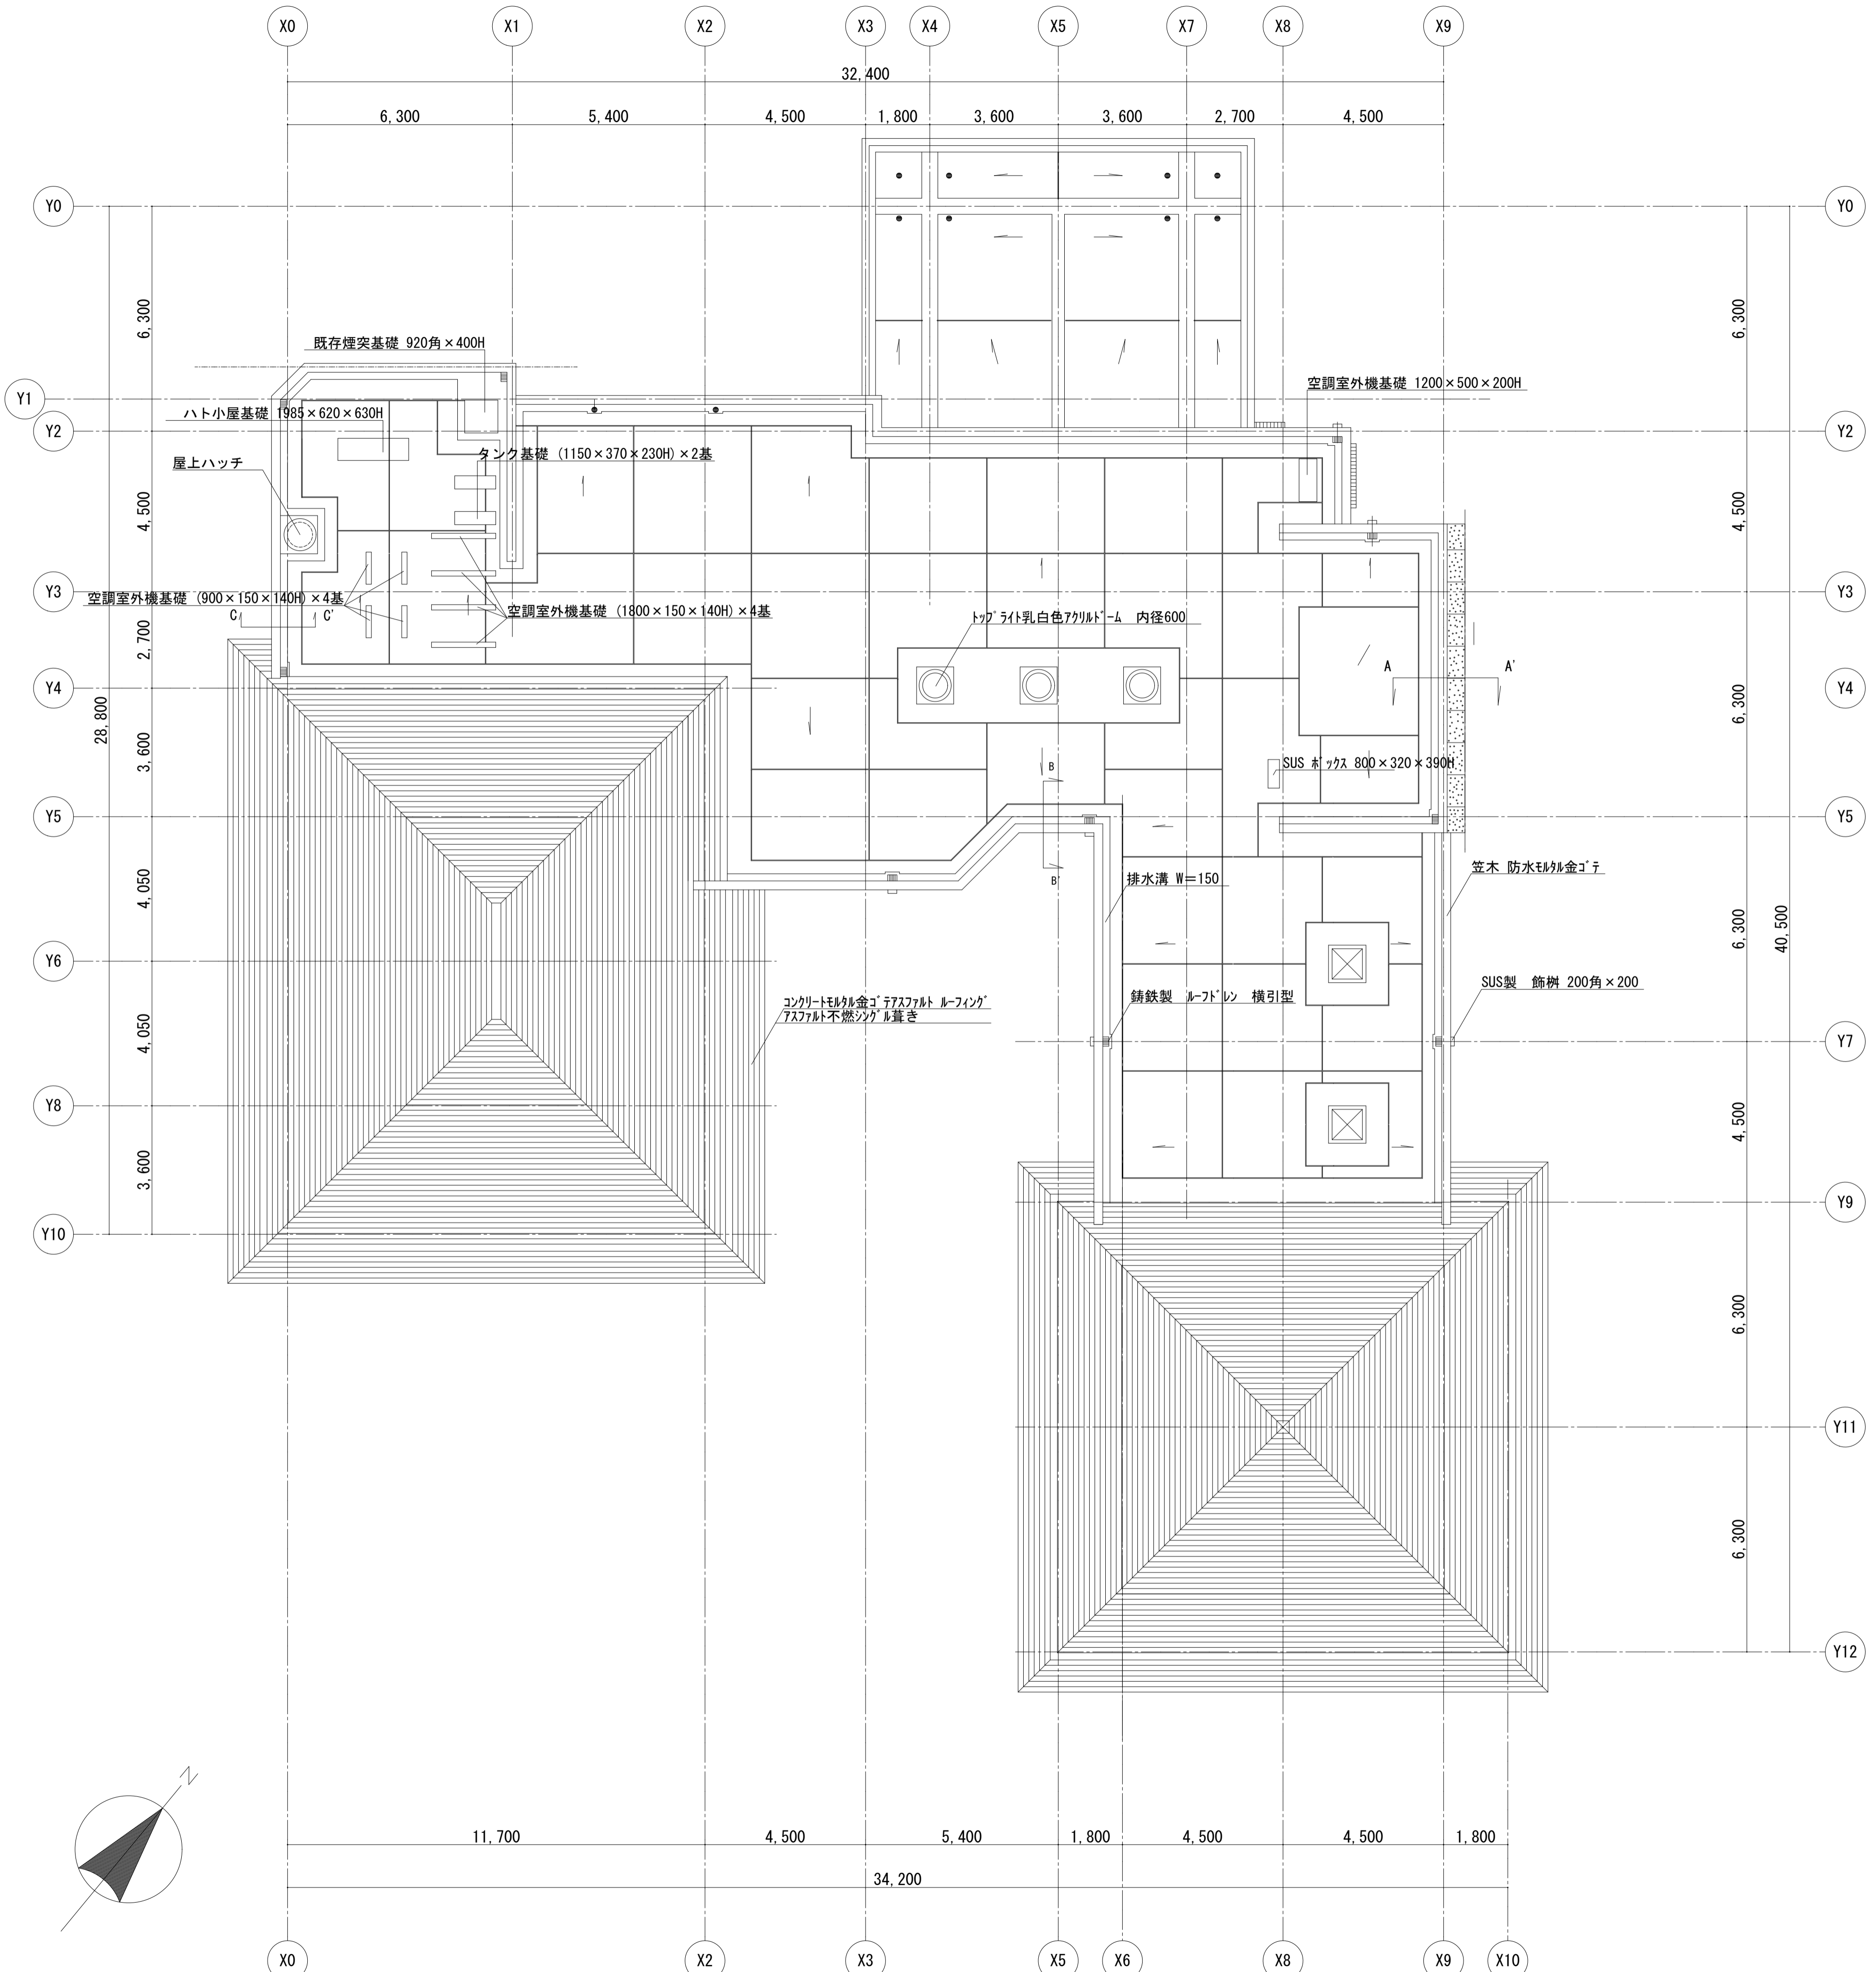 X0
X1
X2
X3
X4
X5
X7
X8
X9
32,400
6,300
5,400
4,500
1,800
3,600
3,600
2,700
4,500
Y0
Y0
6,300
6,300
既存煙突基礎 920角×400H
空調室外機基礎 1200×500×200H
Y1
ハト小屋基礎 1985×620×630H
Y2
Y2
タンク基礎 (1150×370×230H)×2基
屋上ハッチ
4,500
4,500
Y3
Y3
空調室外機基礎 (900×150×140H)×4基
空調室外機基礎 (1800×150×140H)×4基
C
C'
トップライト乳白色アクリルドーム 内径600
2,700
A
A'
Y4
Y4
28,800
6,300
3,600
B
SUS ボックス 800×320×390H
Y5
Y5
笠木 防水モルタル金ゴテ
B'
排水溝 W=150
4,050
6,300
40,500
Y6
Y6
SUS製 飾桝 200角×200
鋳鉄製 ルーフドレン 横引型
コンクリートモルタル金ゴテアスファルト ルーフィング
アスファルト不燃シングル葺き
4,050
Y7
Y8
4,500
3,600
Y9
Y10
6,300
Y11
6,300
Y12
N
11,700
4,500
5,400
1,800
4,500
4,500
1,800
34,200
X0
X2
X3
X5
X6
X8
X9
X10